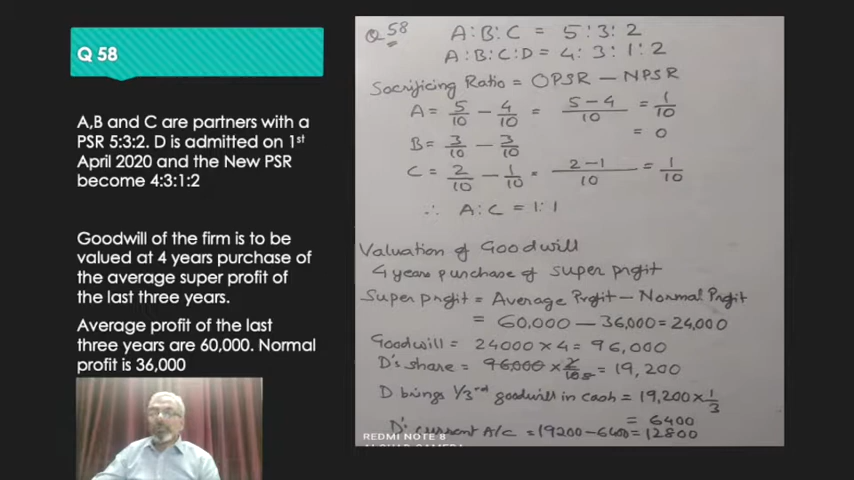 Q 58
A,B and C are partners with a
PSR 5:3:2. D is admitted on 1st
April 2020 and the New PSR
become 4:3:1:2
Goodwill of the firm is to be
valued at 4 years purchase of
the average super profit of
the last three years.
Average profit of the last
three years are 60,000. Normal
profit is 36,000
Q 58
A:B:C = 5:3:2
A:B:C:D = 4:3:1:2
Sacrificing Ratio = OPSR — NPSR
A = 5/10 - 4/10 = 5-4/10 = 1/10
B = 3/10 - 3/10 = 0
C = 2/10 - 1/10 = 2-1/10 = 1/10
∴ A:C = 1:1
Valuation of Goodwill
4 years purchase of super profit
Super profit = Average Profit - Normal Profit
= 60,000 - 36,000 = 24,000
Goodwill = 24000 × 4 = 96,000
D's share = 96,000 × 2/10 = 19,200
D brings 1/3rd goodwill in cash = 19,200 × 1/3
= 6400
D' current A/c = 19200 - 6400 = 12800
REDMI NOTE 8